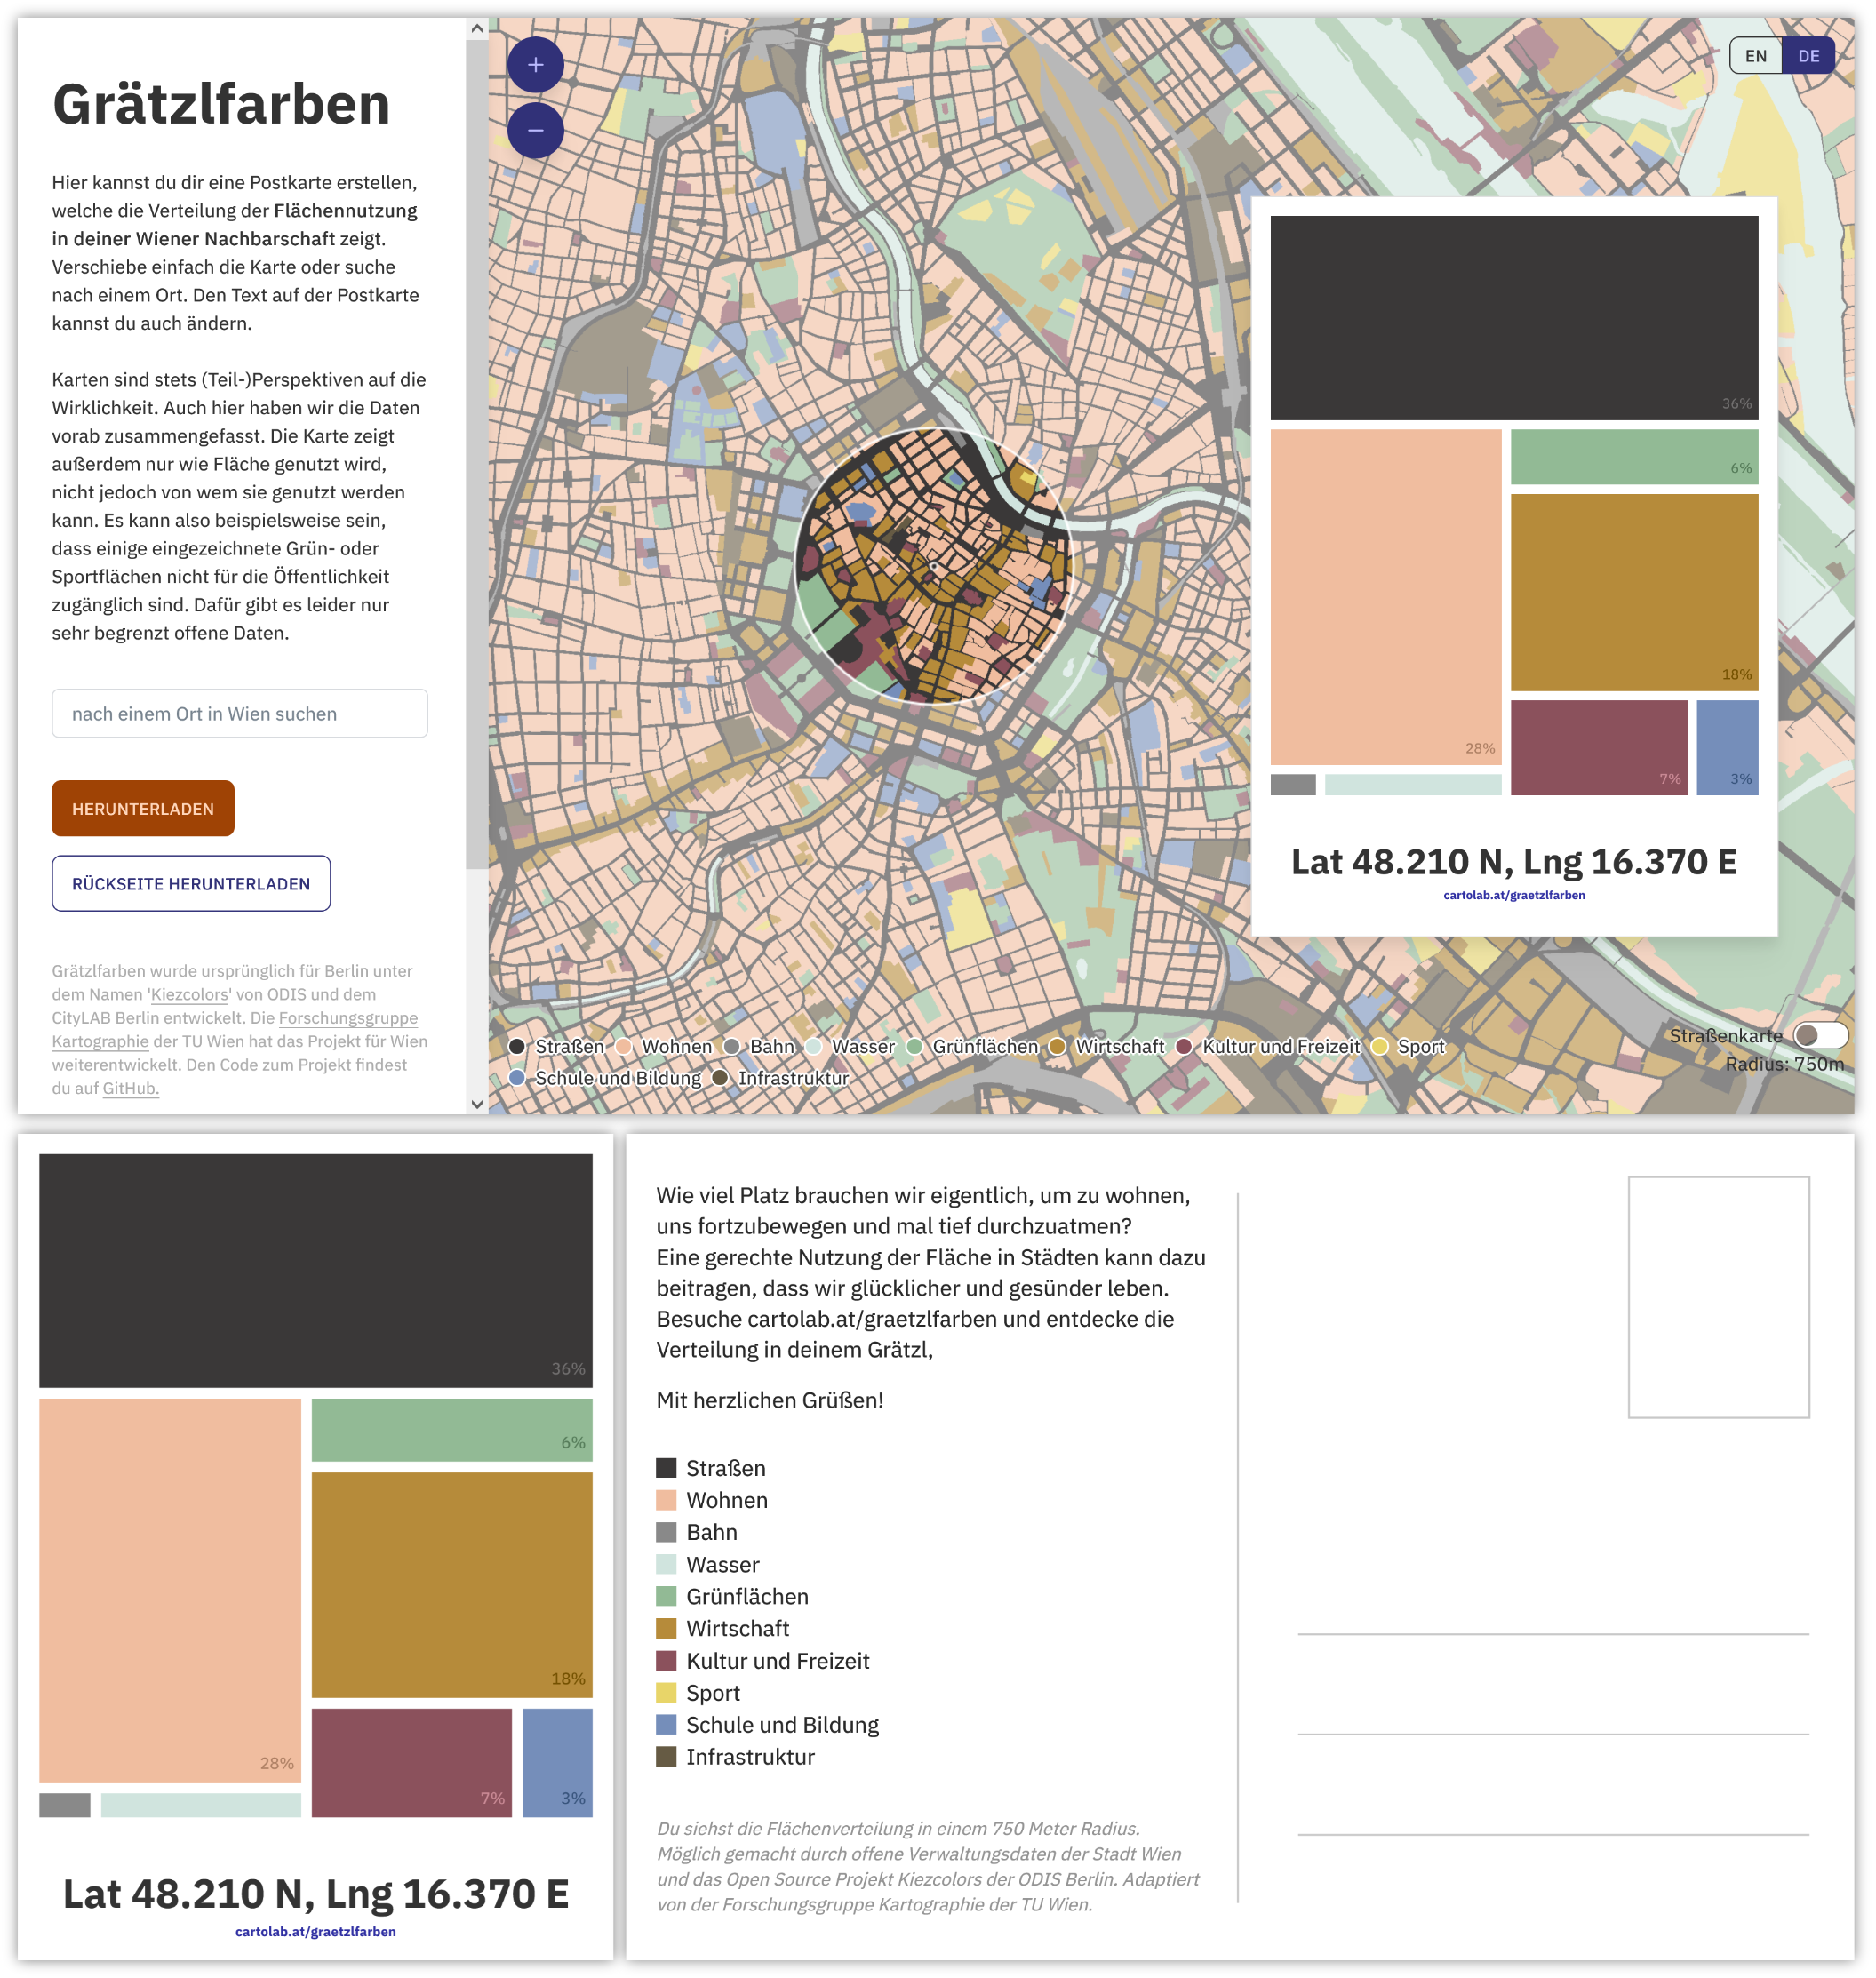 Grätzlfarben
Hier kannst du dir eine Postkarte erstellen,
welche die Verteilung der Flächennutzung
in deiner Wiener Nachbarschaft zeigt.
Verschiebe einfach die Karte oder suche
nach einem Ort. Den Text auf der Postkarte
kannst du auch ändern.
Karten sind stets (Teil-)Perspektiven auf die
Wirklichkeit. Auch hier haben wir die Daten
vorab zusammengefasst. Die Karte zeigt
außerdem nur wie Fläche genutzt wird,
nicht jedoch von wem sie genutzt werden
kann. Es kann also beispielsweise sein,
dass einige eingezeichnete Grün- oder
Sportflächen nicht für die Öffentlichkeit
zugänglich sind. Dafür gibt es leider nur
sehr begrenzt offene Daten.
nach einem Ort in Wien suchen
HERUNTERLADEN
RÜCKSEITE HERUNTERLADEN
Grätzlfarben wurde ursprünglich für Berlin unter
dem Namen 'Kiezcolors' von ODIS und dem
CityLAB Berlin entwickelt. Die Forschungsgruppe
Kartographie der TU Wien hat das Projekt für Wien
weiterentwickelt. Den Code zum Projekt findest
du auf GitHub.
+
−
EN DE
36%
6%
18%
28%
7%
3%
Lat 48.210 N, Lng 16.370 E
cartolab.at/graetzlfarben
Straßen Wohnen Bahn Wasser Grünflächen Wirtschaft Kultur und Freizeit Sport
Schule und Bildung Infrastruktur
Straßenkarte
Radius: 750m
36%
6%
18%
28%
7%
3%
Lat 48.210 N, Lng 16.370 E
cartolab.at/graetzlfarben
Wie viel Platz brauchen wir eigentlich, um zu wohnen,
uns fortzubewegen und mal tief durchzuatmen?
Eine gerechte Nutzung der Fläche in Städten kann dazu
beitragen, dass wir glücklicher und gesünder leben.
Besuche cartolab.at/graetzlfarben und entdecke die
Verteilung in deinem Grätzl,
Mit herzlichen Grüßen!
Straßen
Wohnen
Bahn
Wasser
Grünflächen
Wirtschaft
Kultur und Freizeit
Sport
Schule und Bildung
Infrastruktur
Du siehst die Flächenverteilung in einem 750 Meter Radius.
Möglich gemacht durch offene Verwaltungsdaten der Stadt Wien
und das Open Source Projekt Kiezcolors der ODIS Berlin. Adaptiert
von der Forschungsgruppe Kartographie der TU Wien.